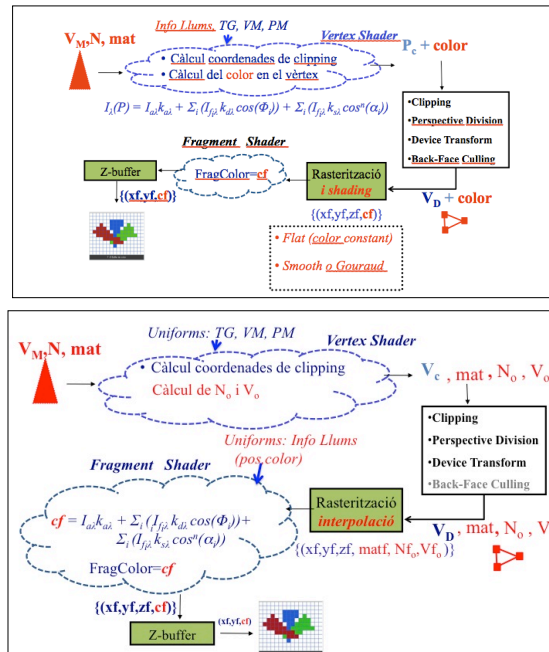 Info Llums, TG, VM, PM
V_M, N, mat
Vertex Shader
• Càlcul coordenades de clipping
• Càlcul del color en el vèrtex
P_c + color
I_λ(P) = I_aλ k_aλ + Σ_i (I_fiλ k_dλ cos(Φ_i)) + Σ_i (I_fiλ k_sλ cosⁿ(α_i))
•Clipping
•Perspective Division
•Device Transform
•Back-Face Culling
Fragment Shader
Z-buffer
FragColor=cf
Rasterització
i shading
V_D + color
{(xf,yf,cf)}
{(xf,yf,zf,cf)}
• Flat (color constant)
• Smooth o Gouraud
Uniforms: TG, VM, PM
V_M, N, mat
Vertex Shader
• Càlcul coordenades de clipping
Càlcul de N_o i V_o
V_c , mat , N_o , V_o
Uniforms: Info Llums
(pos,color)
•Clipping
•Perspective Division
•Device Transform
•Back-Face Culling
Fragment Shader
cf = I_aλ k_aλ + Σ_i (I_fiλ k_dλ cos(Φ_i))+
Σ_i (I_fiλ k_sλ cosⁿ(α_i))
FragColor=cf
Rasterització
interpolació
V_D, mat , N_o , V
{(xf,yf,zf, matf, Nf_o,Vf_o )}
{(xf,yf,zf,cf)}
Z-buffer
(xf,yf,cf)